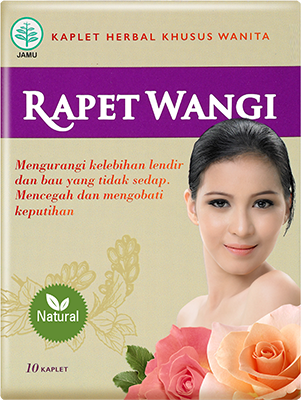 JAMU
KAPLET HERBAL KHUSUS WANITA
RAPET WANGI
Mengurangi kelebihan lendir
dan bau yang tidak sedap.
Mencegah dan mengobati
keputihan
Natural
10 KAPLET